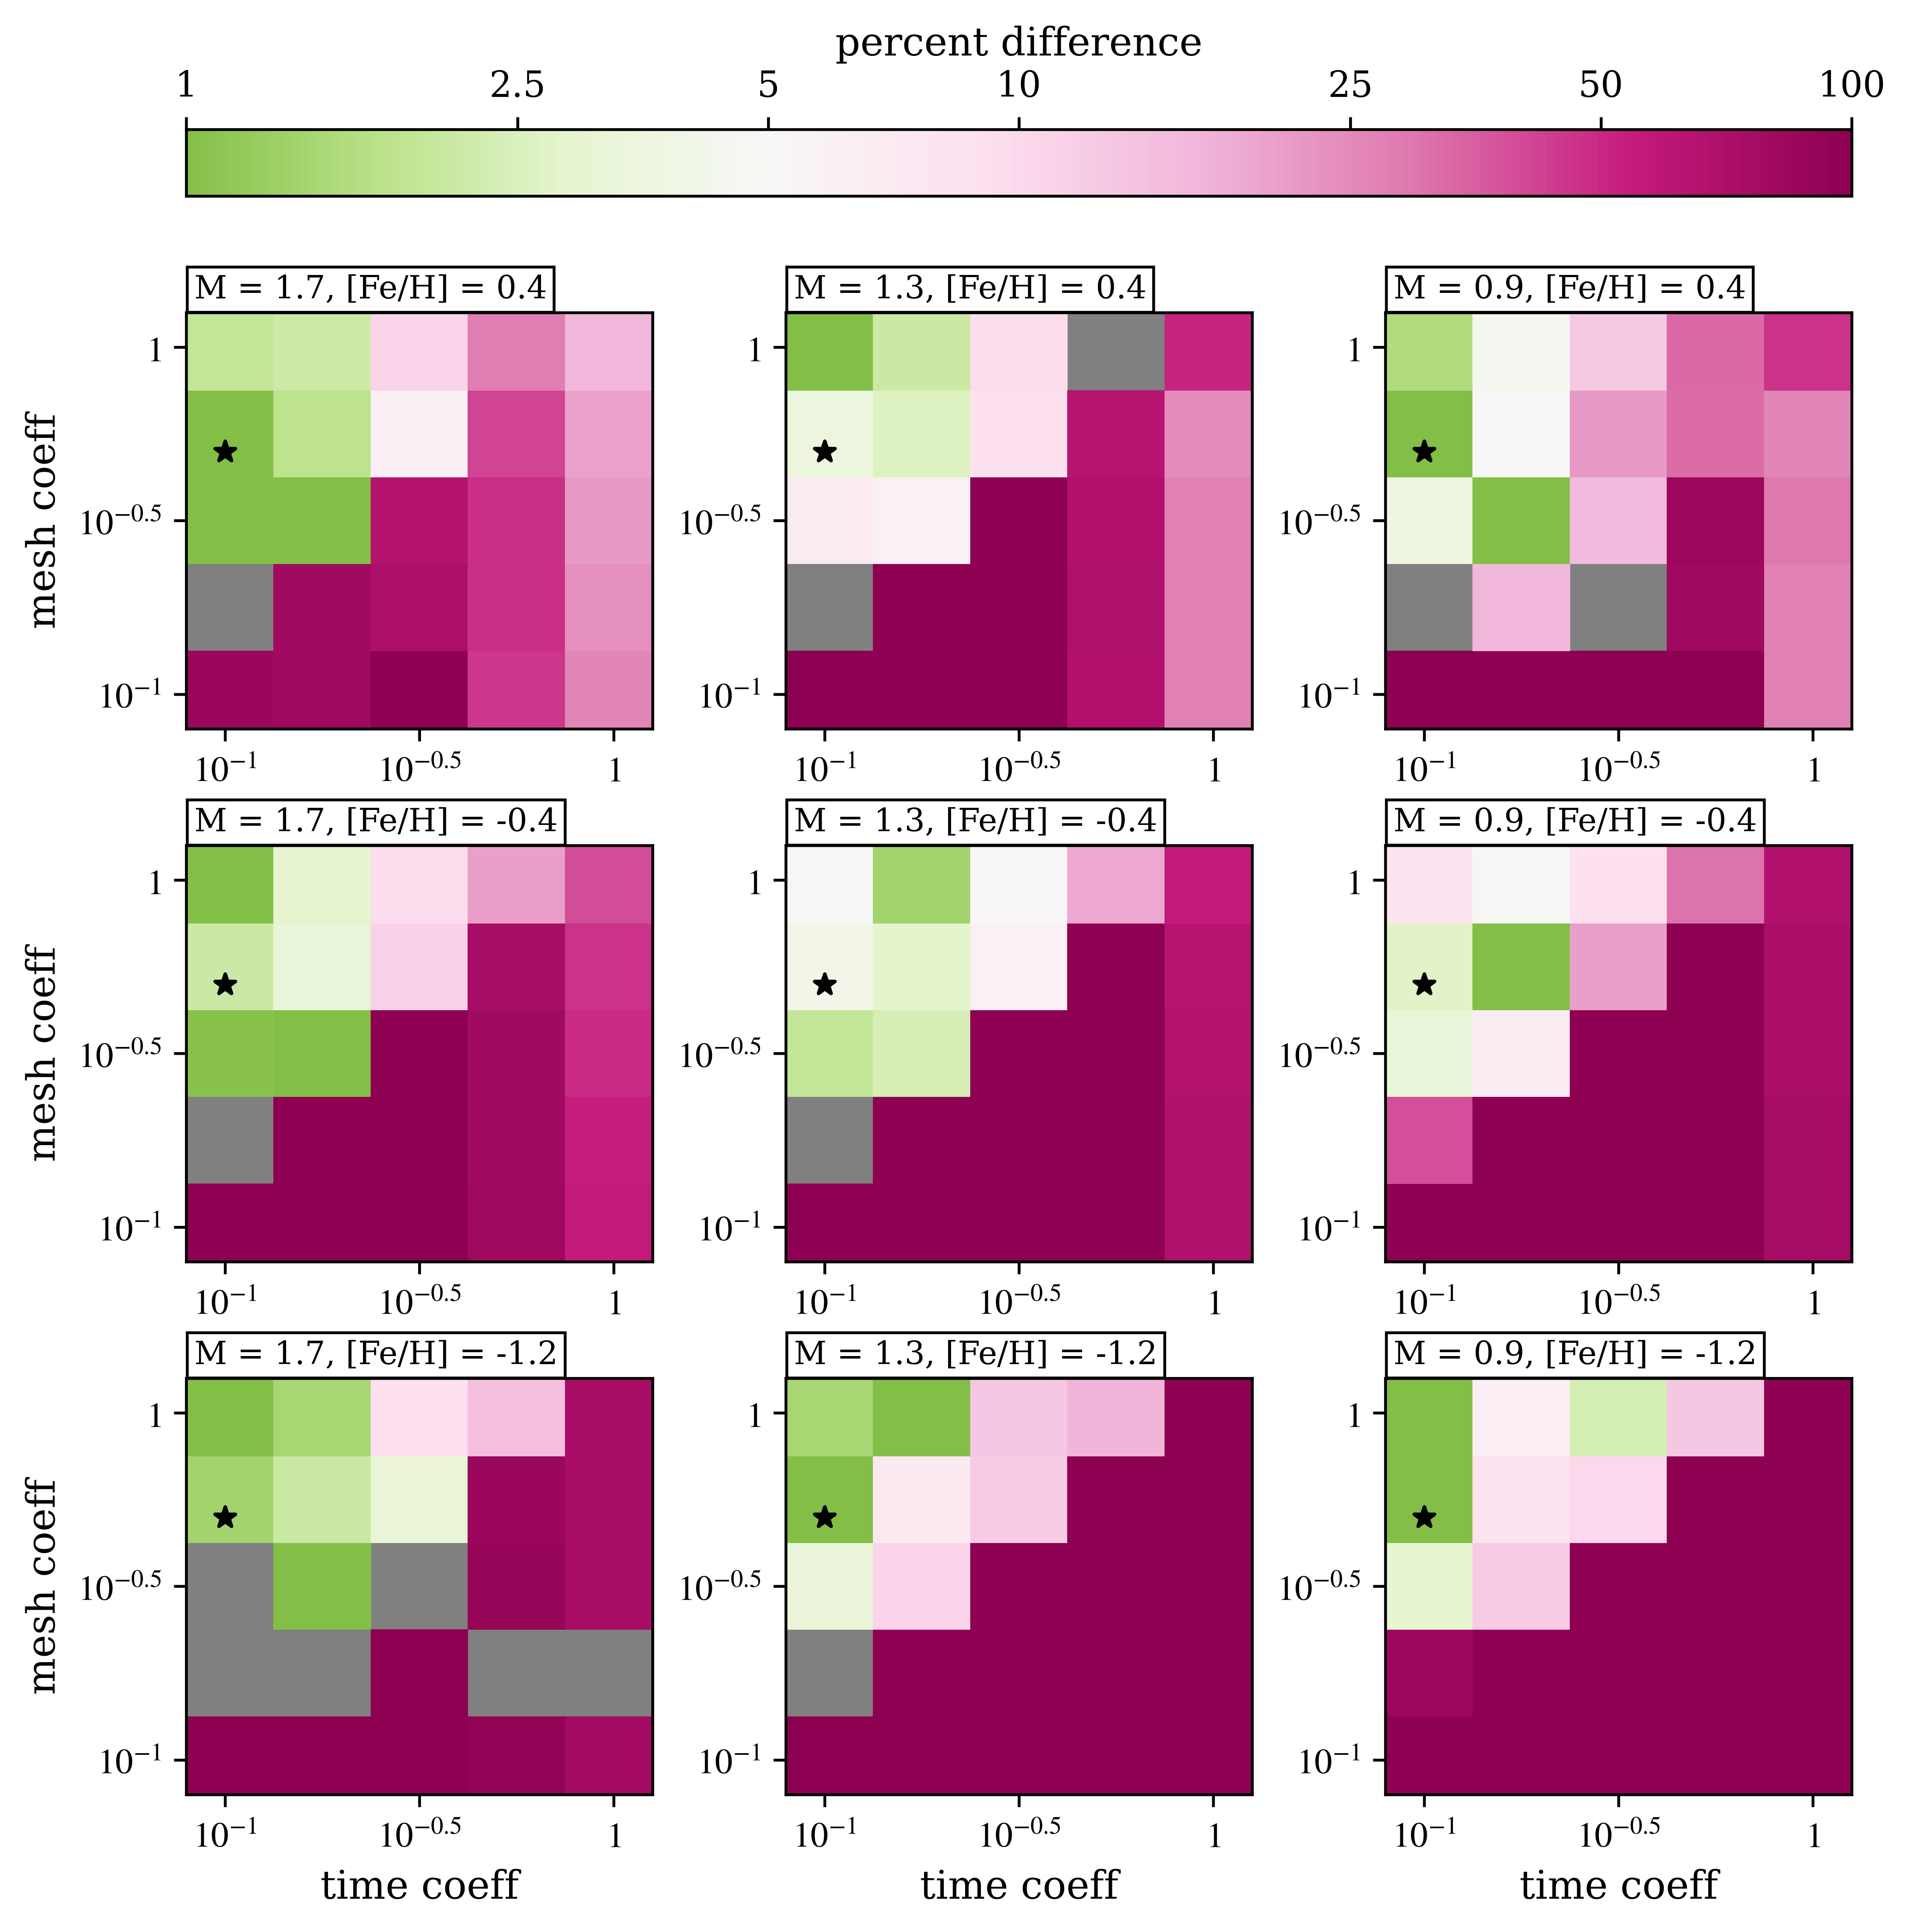 percent difference
1 2.5 5 10 25 50 100
M = 1.7, [Fe/H] = 0.4 M = 1.3, [Fe/H] = 0.4 M = 0.9, [Fe/H] = 0.4
mesh coeff
1 1 1
10⁻⁰·⁵ 10⁻⁰·⁵ 10⁻⁰·⁵
10⁻¹ 10⁻¹ 10⁻¹
10⁻¹ 10⁻⁰·⁵ 1 10⁻¹ 10⁻⁰·⁵ 1 10⁻¹ 10⁻⁰·⁵ 1
M = 1.7, [Fe/H] = -0.4 M = 1.3, [Fe/H] = -0.4 M = 0.9, [Fe/H] = -0.4
mesh coeff
1 1 1
10⁻⁰·⁵ 10⁻⁰·⁵ 10⁻⁰·⁵
10⁻¹ 10⁻¹ 10⁻¹
10⁻¹ 10⁻⁰·⁵ 1 10⁻¹ 10⁻⁰·⁵ 1 10⁻¹ 10⁻⁰·⁵ 1
M = 1.7, [Fe/H] = -1.2 M = 1.3, [Fe/H] = -1.2 M = 0.9, [Fe/H] = -1.2
mesh coeff
1 1 1
10⁻⁰·⁵ 10⁻⁰·⁵ 10⁻⁰·⁵
10⁻¹ 10⁻¹ 10⁻¹
10⁻¹ 10⁻⁰·⁵ 1 10⁻¹ 10⁻⁰·⁵ 1 10⁻¹ 10⁻⁰·⁵ 1
time coeff time coeff time coeff